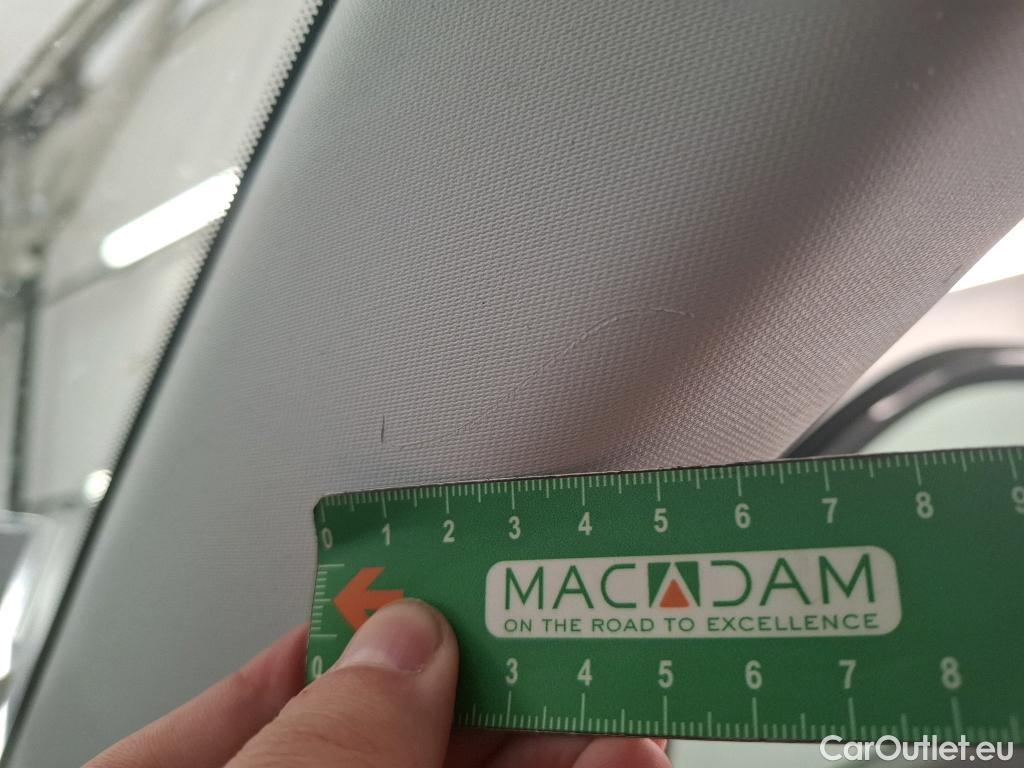 0 1 2 3 4 5 6 7 8 9
MACADAM
ON THE ROAD TO EXCELLENCE
0 3 4 5 6 7 8
CarOutlet.eu